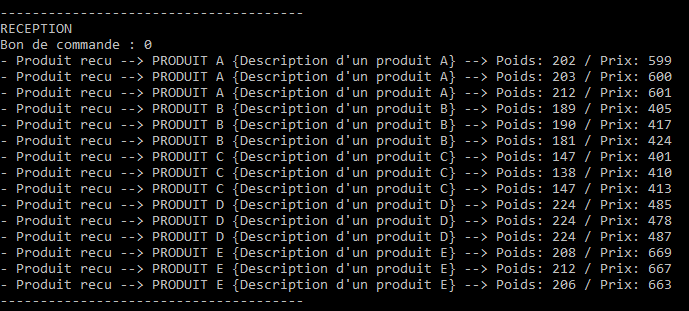 --------------------------------------
RECEPTION
Bon de commande : 0
- Produit recu --> PRODUIT A {Description d'un produit A} --> Poids: 202 / Prix: 599
- Produit recu --> PRODUIT A {Description d'un produit A} --> Poids: 203 / Prix: 600
- Produit recu --> PRODUIT A {Description d'un produit A} --> Poids: 212 / Prix: 601
- Produit recu --> PRODUIT B {Description d'un produit B} --> Poids: 189 / Prix: 405
- Produit recu --> PRODUIT B {Description d'un produit B} --> Poids: 190 / Prix: 417
- Produit recu --> PRODUIT B {Description d'un produit B} --> Poids: 181 / Prix: 424
- Produit recu --> PRODUIT C {Description d'un produit C} --> Poids: 147 / Prix: 401
- Produit recu --> PRODUIT C {Description d'un produit C} --> Poids: 138 / Prix: 410
- Produit recu --> PRODUIT C {Description d'un produit C} --> Poids: 147 / Prix: 413
- Produit recu --> PRODUIT D {Description d'un produit D} --> Poids: 224 / Prix: 485
- Produit recu --> PRODUIT D {Description d'un produit D} --> Poids: 224 / Prix: 478
- Produit recu --> PRODUIT D {Description d'un produit D} --> Poids: 224 / Prix: 487
- Produit recu --> PRODUIT E {Description d'un produit E} --> Poids: 208 / Prix: 669
- Produit recu --> PRODUIT E {Description d'un produit E} --> Poids: 212 / Prix: 667
- Produit recu --> PRODUIT E {Description d'un produit E} --> Poids: 206 / Prix: 663
--------------------------------------